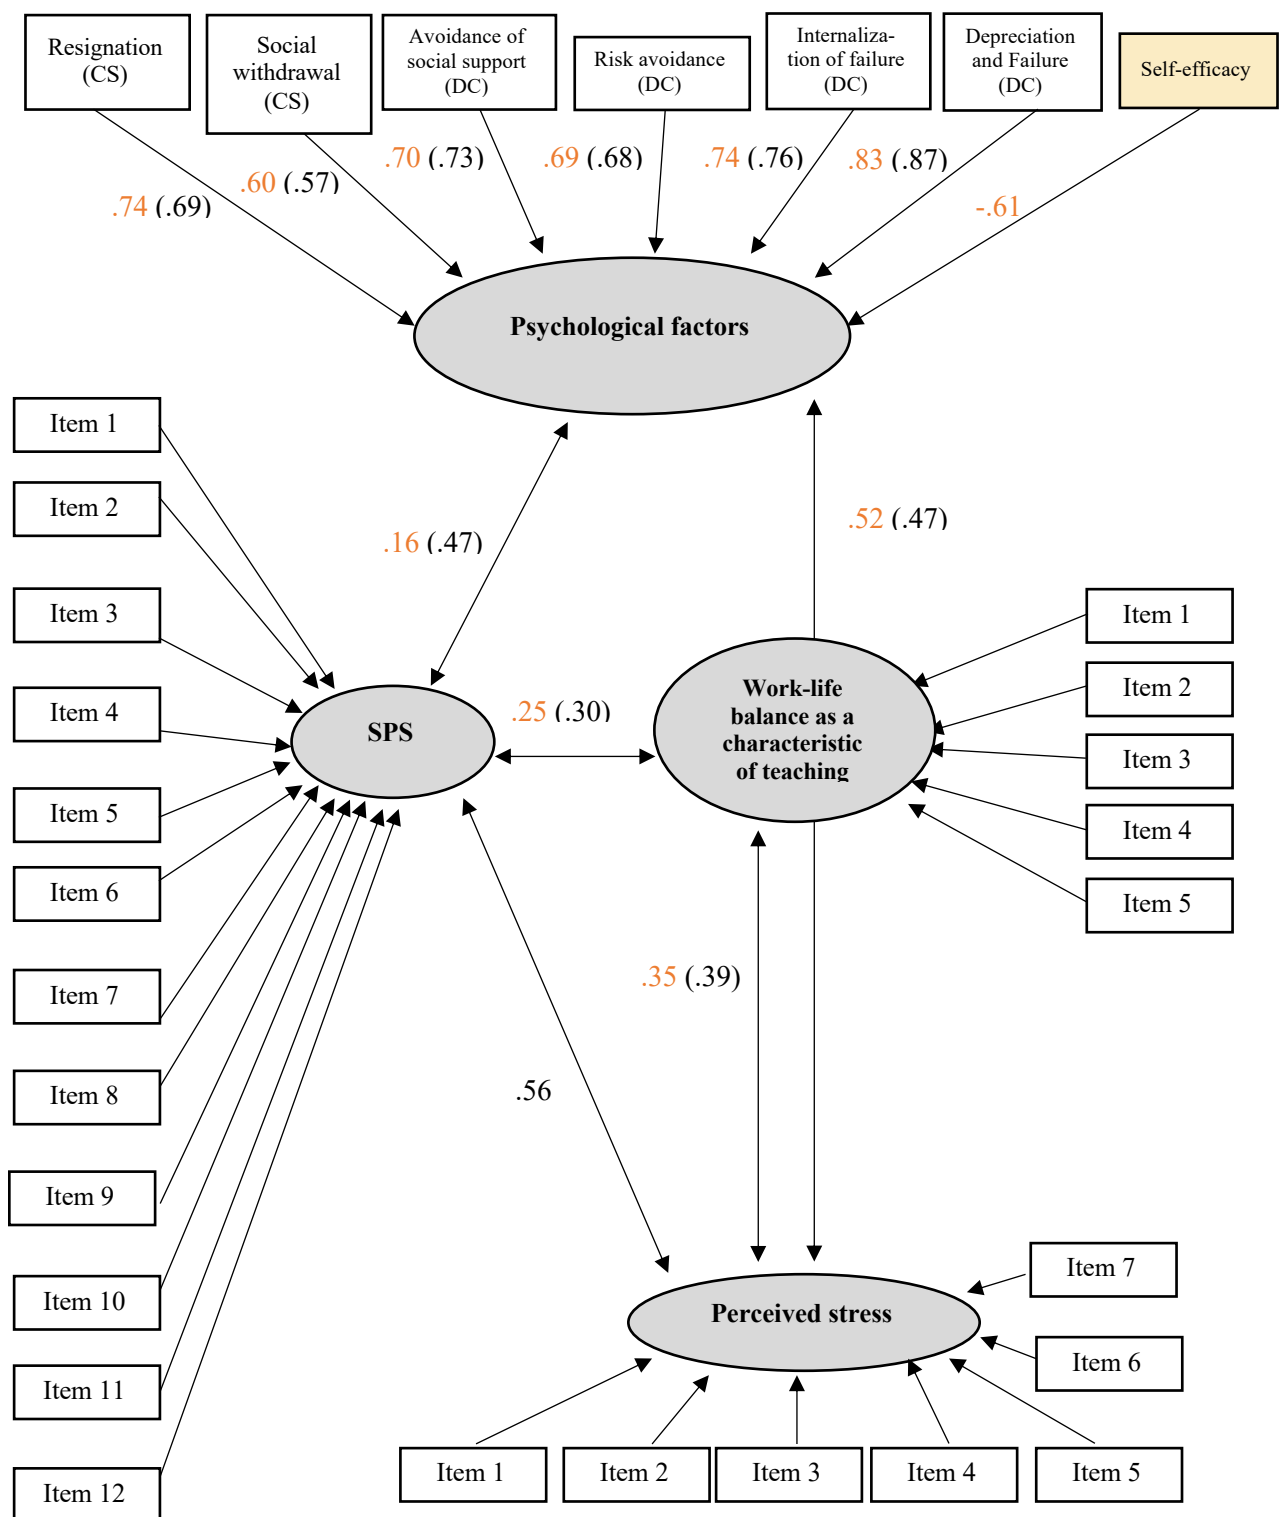 Resignation
(CS)
Social
withdrawal
(CS)
Avoidance of
social support
(DC)
Risk avoidance
(DC)
Internaliza-
tion of failure
(DC)
Depreciation
and Failure
(DC)
Self-efficacy
.74 (.69)
.60 (.57)
.70 (.73)
.69 (.68)
.74 (.76)
.83 (.87)
-.61
Psychological factors
Item 1
Item 2
Item 3
Item 4
Item 5
Item 6
Item 7
Item 8
Item 9
Item 10
Item 11
Item 12
.16 (.47)
.52 (.47)
SPS
.25 (.30)
Work-life
balance as a
characteristic
of teaching
Item 1
Item 2
Item 3
Item 4
Item 5
.35 (.39)
.56
Perceived stress
Item 7
Item 6
Item 1
Item 2
Item 3
Item 4
Item 5